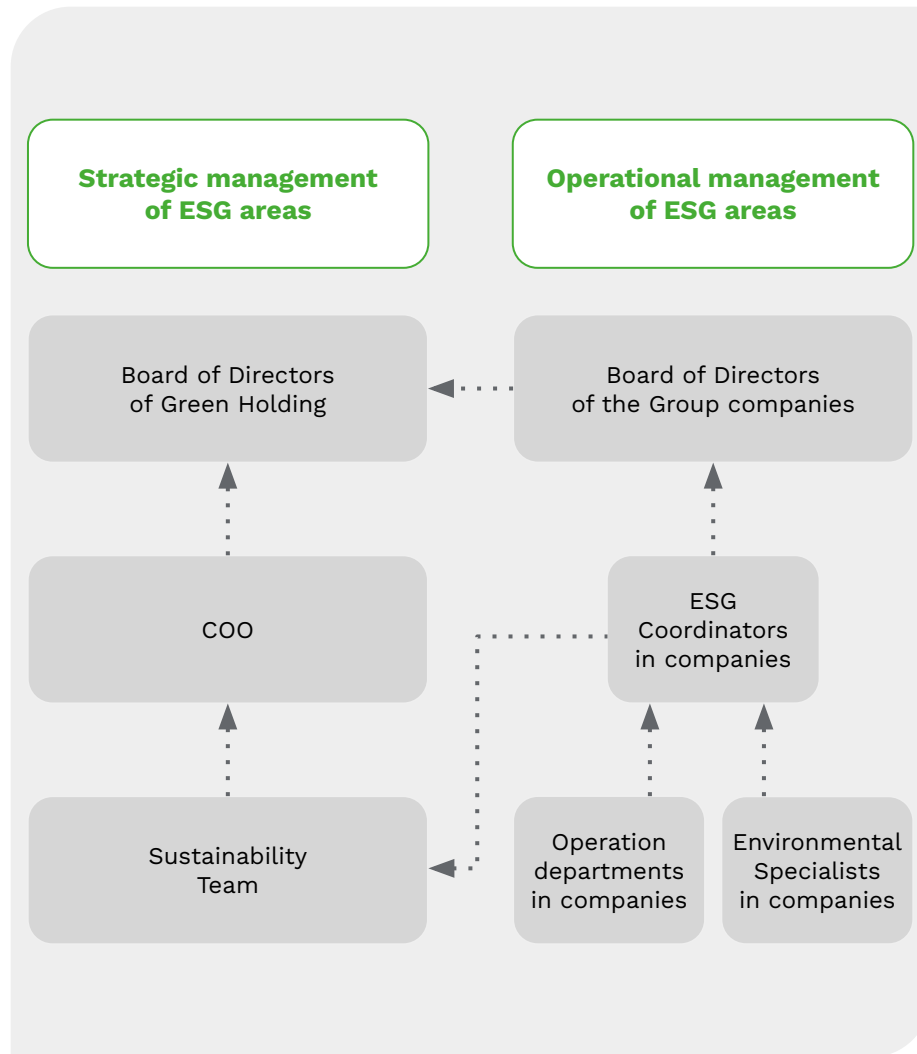 Strategic management
of ESG areas
Operational management
of ESG areas
Board of Directors
of Green Holding
Board of Directors
of the Group companies
COO
ESG
Coordinators
in companies
Sustainability
Team
Operation
departments
in companies
Environmental
Specialists
in companies